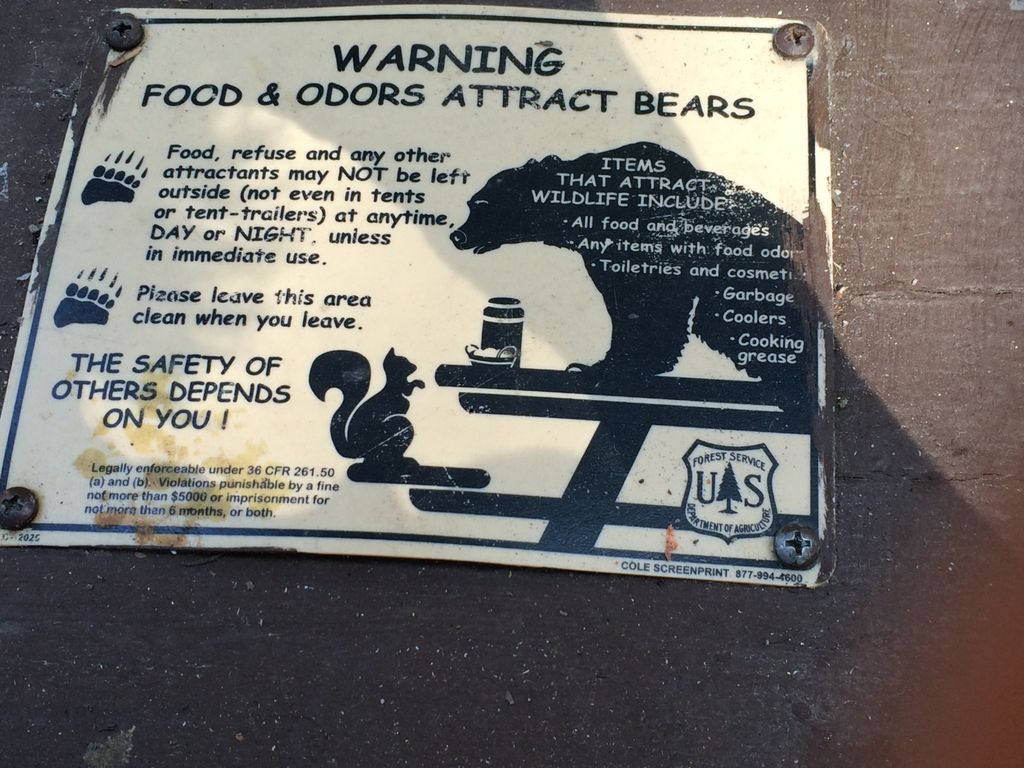 WARNING
FOOD & ODORS ATTRACT BEARS
Food, refuse and any other
attractants may NOT be left
outside (not even in tents
or tent-trailers) at anytime,
DAY or NIGHT, unless
in immediate use.
Please leave this area
clean when you leave.
THE SAFETY OF
OTHERS DEPENDS
ON YOU !
Legally enforceable under 36 CFR 261.50
(a) and (b). Violations punishable by a fine
not more than $5000 or imprisonment for
not more than 6 months, or both.
ITEMS
THAT ATTRACT
WILDLIFE INCLUDE:
· All food and beverages
· Any items with food odor
· Toiletries and cosmeti
· Garbage
· Coolers
· Cooking
grease
FOREST SERVICE
U S
DEPARTMENT OF AGRICULTURE
COLE SCREENPRINT 877-994-4600
2025